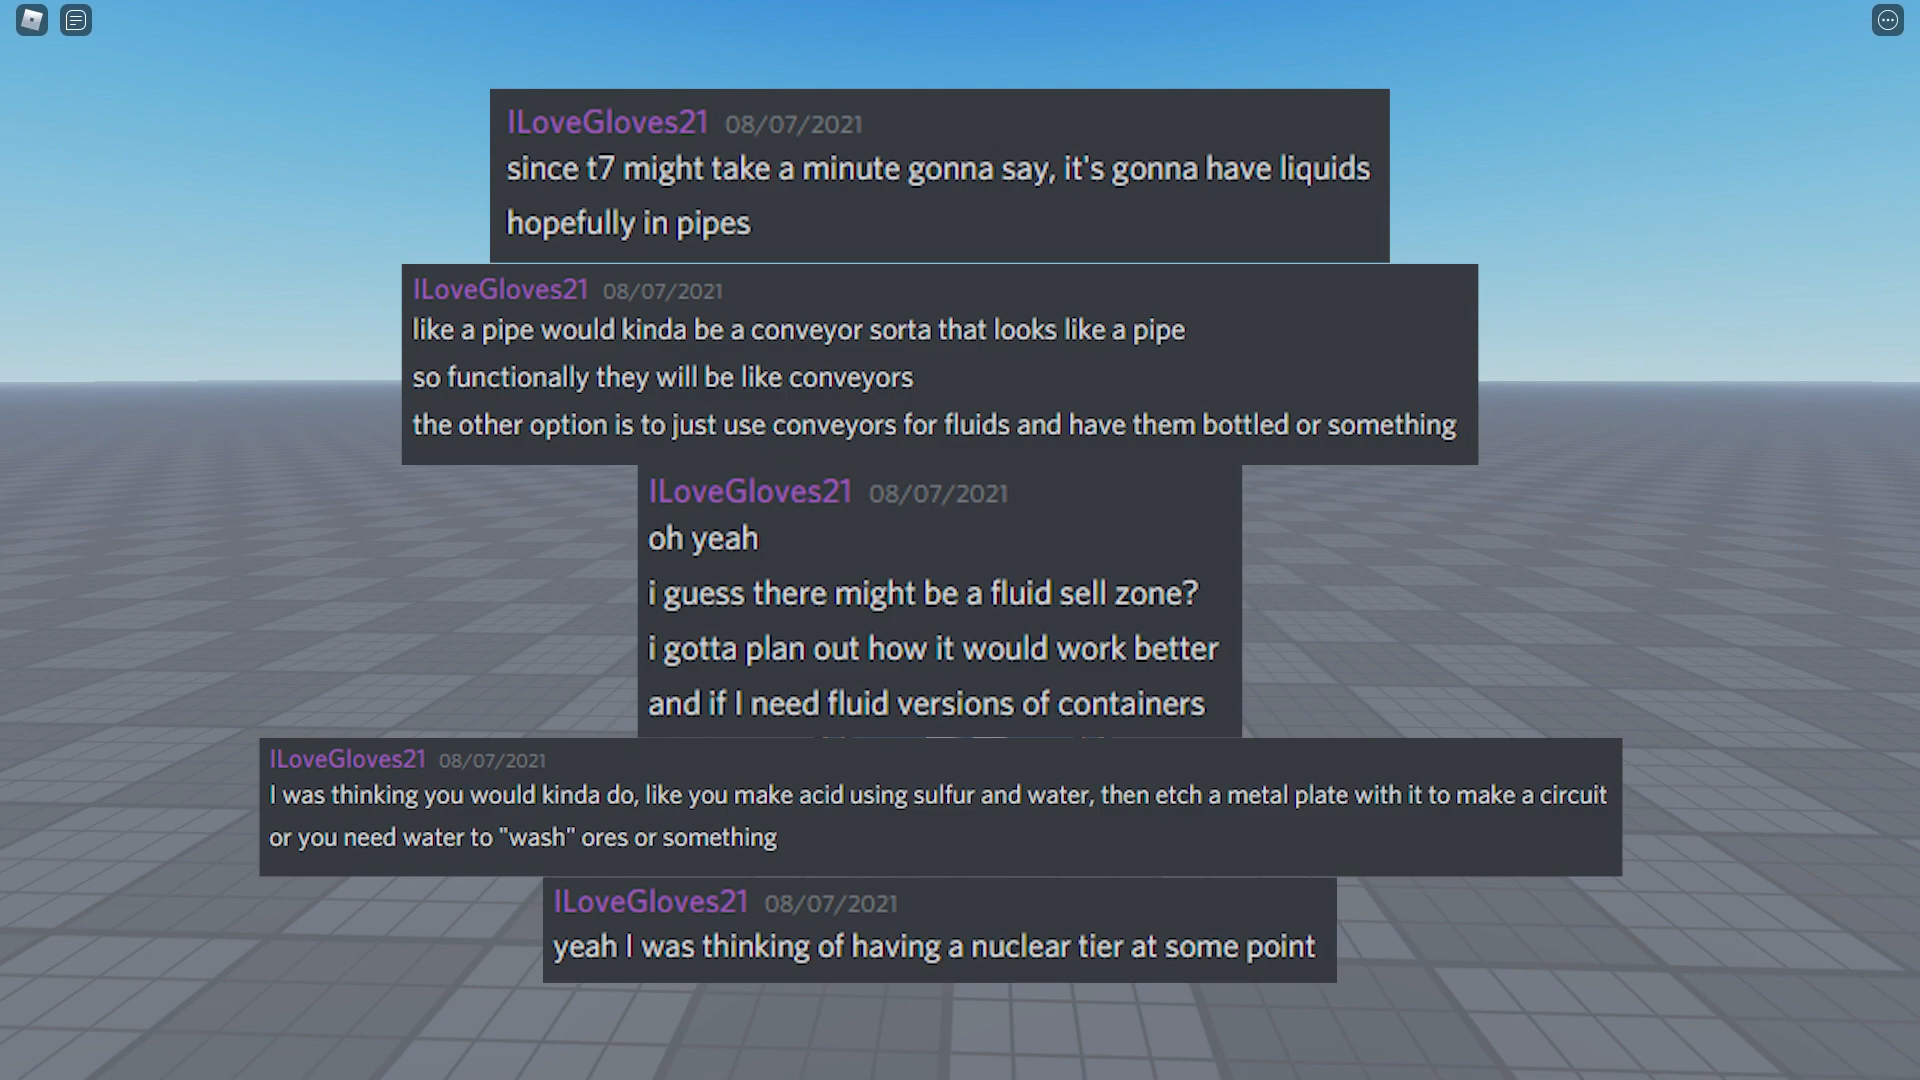 ILoveGloves21 08/07/2021
since t7 might take a minute gonna say, it's gonna have liquids
hopefully in pipes
ILoveGloves21 08/07/2021
like a pipe would kinda be a conveyor sorta that looks like a pipe
so functionally they will be like conveyors
the other option is to just use conveyors for fluids and have them bottled or something
ILoveGloves21 08/07/2021
oh yeah
i guess there might be a fluid sell zone?
i gotta plan out how it would work better
and if I need fluid versions of containers
ILoveGloves21 08/07/2021
I was thinking you would kinda do, like you make acid using sulfur and water, then etch a metal plate with it to make a circuit
or you need water to "wash" ores or something
ILoveGloves21 08/07/2021
yeah I was thinking of having a nuclear tier at some point